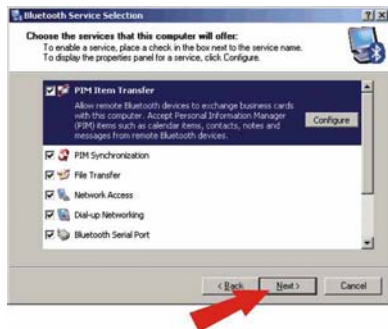 Bluetooth Service Selection
Choose the services that this computer will offer:
To enable a service, place a check in the box next to the service name.
To display the properties panel for a service, click Configure.
PIM Item Transfer
Allow remote Bluetooth devices to exchange business cards
with this computer. Accept Personal Information Manager
(PIM) items such as calendar items, contacts, notes and
messages from remote Bluetooth devices.
Configure
PIM Synchronization
File Transfer
Network Access
Dial-up Networking
Bluetooth Serial Port
< Back
Next >
Cancel